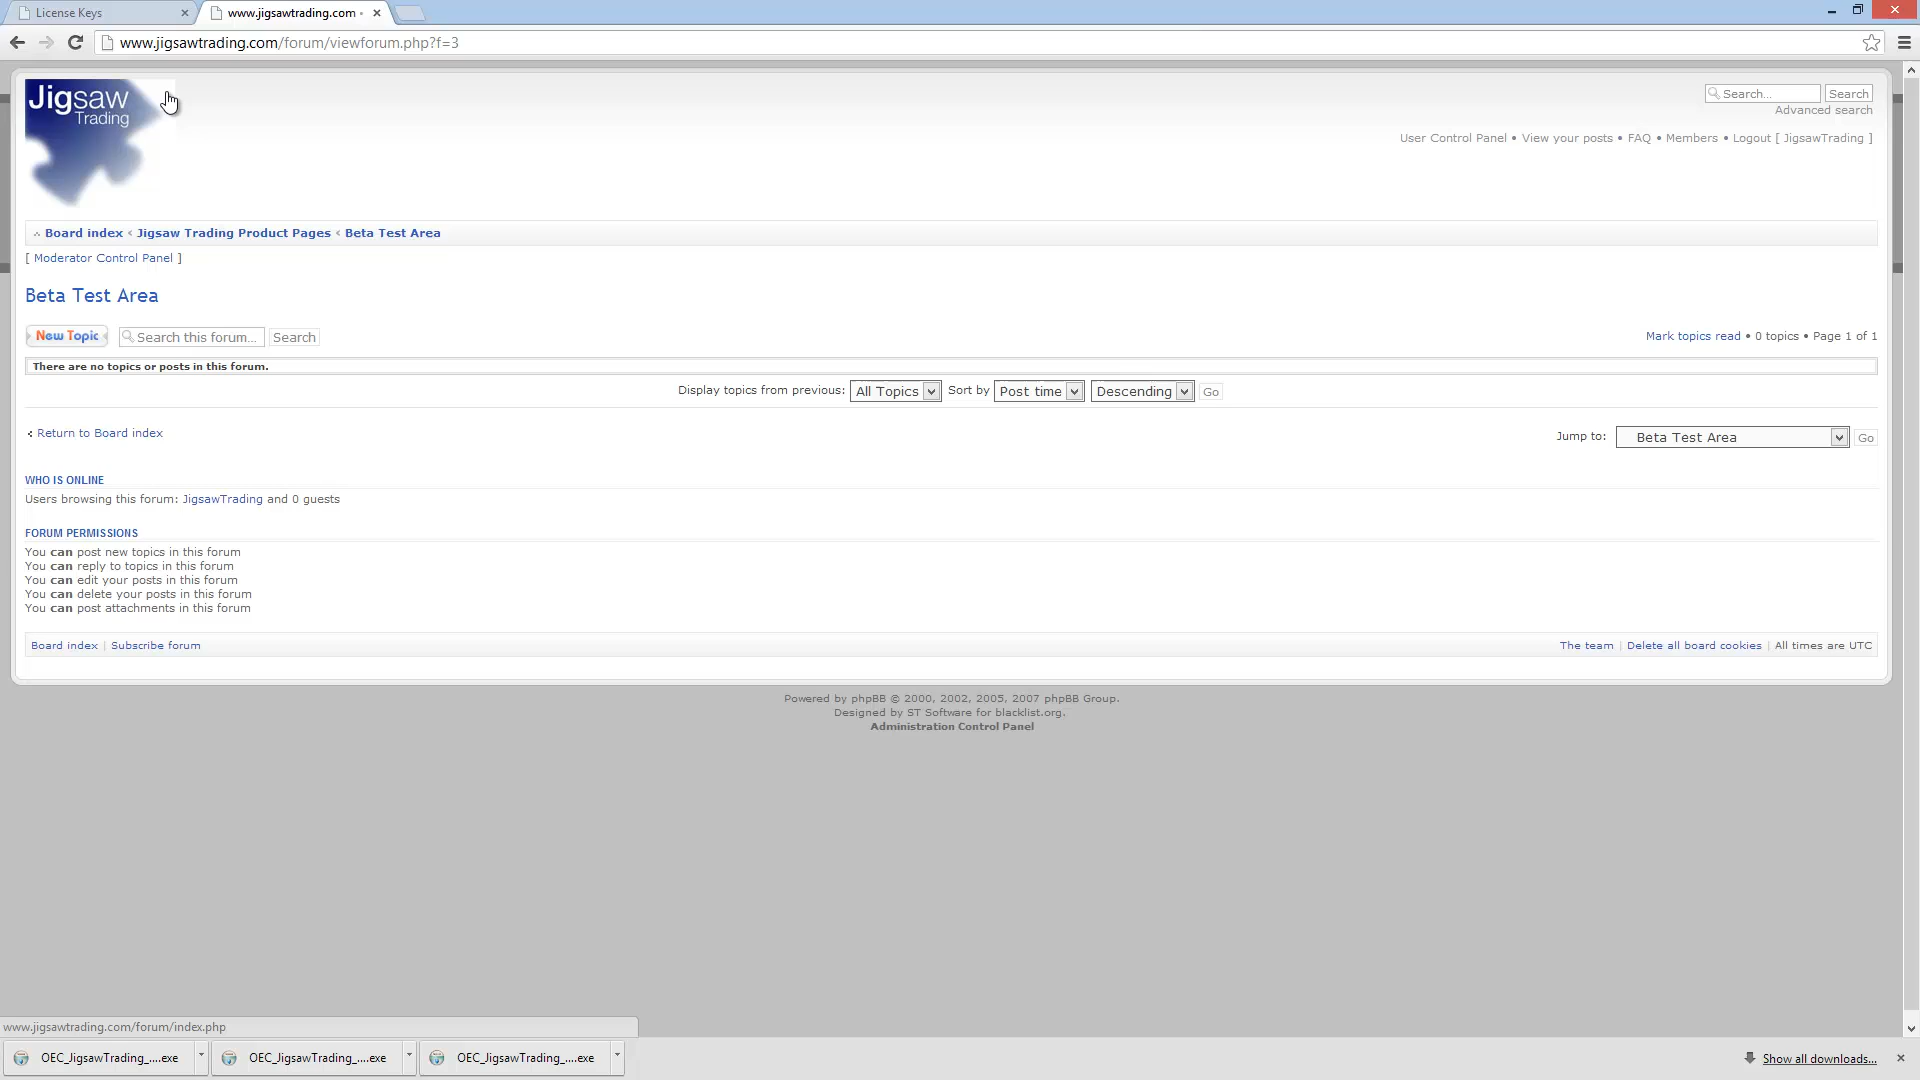 License Keys
www.jigsawtrading.com -
www.jigsawtrading.com/forum/viewforum.php?f=3
Jigsaw
Trading
Search...
Search
Advanced search
User Control Panel • View your posts • FAQ • Members • Logout [ JigsawTrading ]
Board index ‹ Jigsaw Trading Product Pages ‹ Beta Test Area
[ Moderator Control Panel ]
Beta Test Area
New Topic
Search this forum...
Search
Mark topics read • 0 topics • Page 1 of 1
There are no topics or posts in this forum.
Display topics from previous: All Topics Sort by Post time Descending Go
Return to Board index
Jump to: Beta Test Area Go
WHO IS ONLINE
Users browsing this forum: JigsawTrading and 0 guests
FORUM PERMISSIONS
You can post new topics in this forum
You can reply to topics in this forum
You can edit your posts in this forum
You can delete your posts in this forum
You can post attachments in this forum
Board index | Subscribe forum
The team | Delete all board cookies | All times are UTC
Powered by phpBB © 2000, 2002, 2005, 2007 phpBB Group.
Designed by ST Software for blacklist.org.
Administration Control Panel
www.jigsawtrading.com/forum/index.php
OEC_JigsawTrading_....exe
OEC_JigsawTrading_....exe
OEC_JigsawTrading_....exe
Show all downloads...